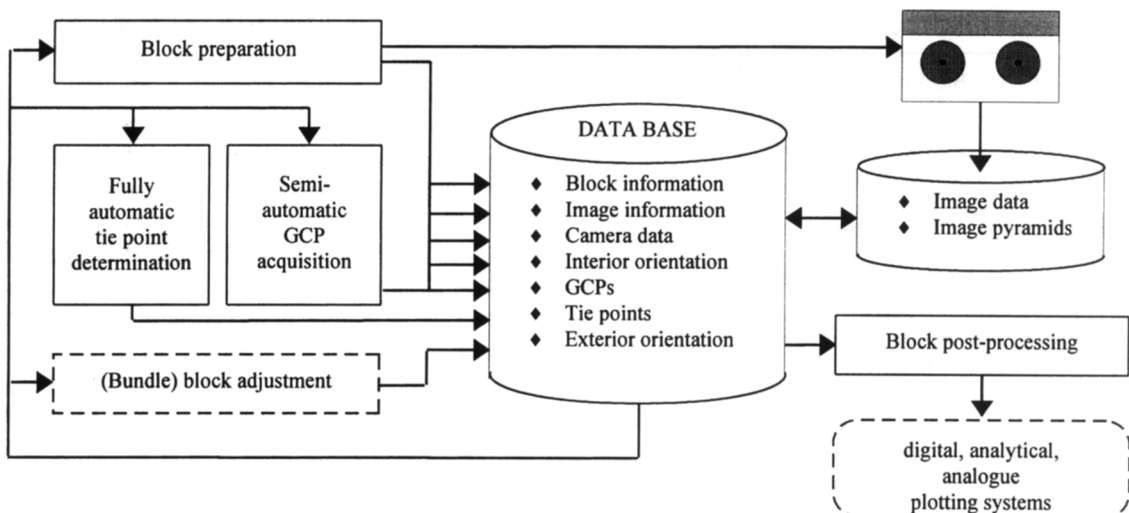 Block preparation
Fully
automatic
tie point
determination
Semi-
automatic
GCP
acquisition
(Bundle) block adjustment
DATA BASE
♦ Block information
♦ Image information
♦ Camera data
♦ Interior orientation
♦ GCPs
♦ Tie points
♦ Exterior orientation
♦ Image data
♦ Image pyramids
Block post-processing
digital, analytical,
analogue
plotting systems